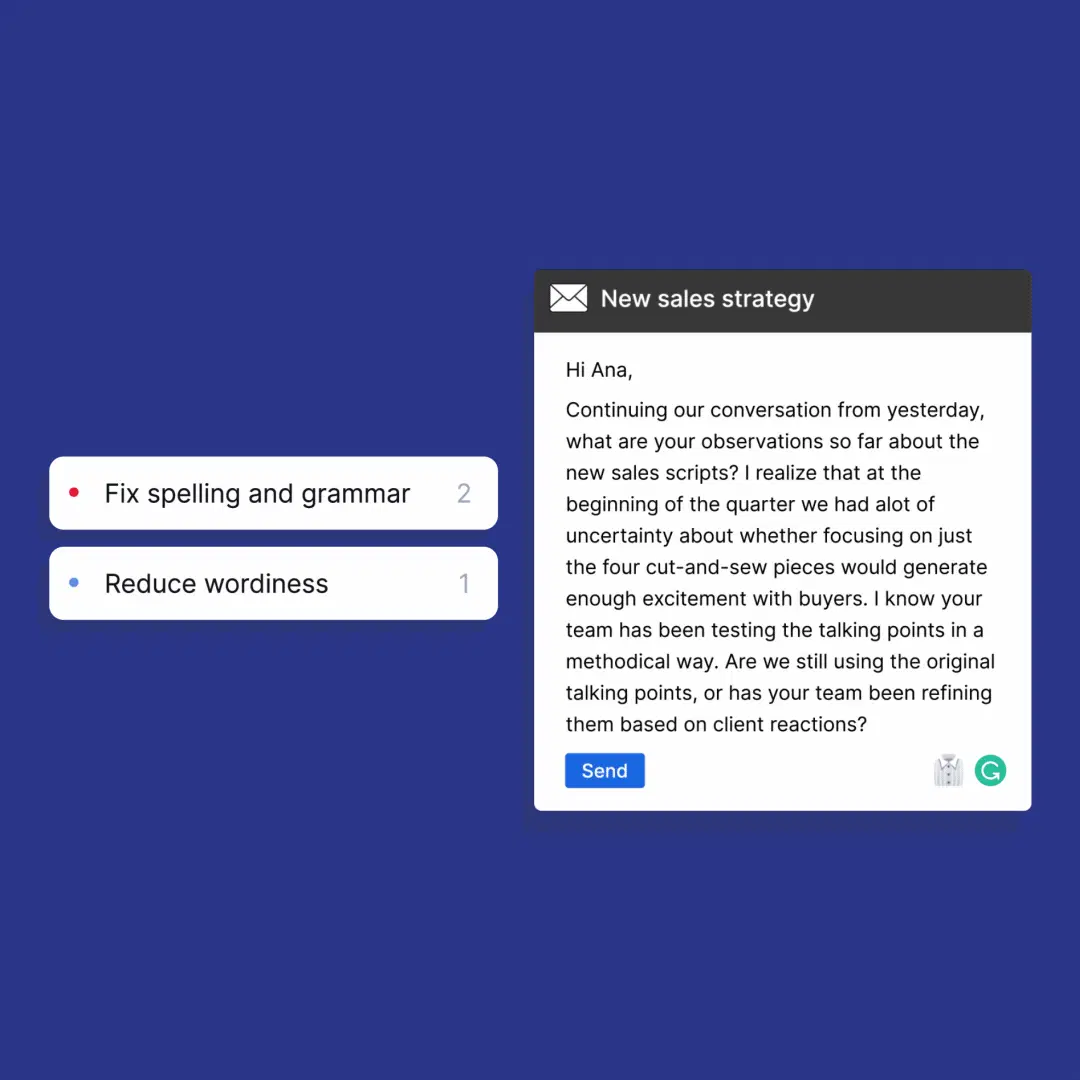 Fix spelling and grammar 2
Reduce wordiness 1
New sales strategy
Hi Ana,
Continuing our conversation from yesterday,
what are your observations so far about the
new sales scripts? I realize that at the
beginning of the quarter we had alot of
uncertainty about whether focusing on just
the four cut-and-sew pieces would generate
enough excitement with buyers. I know your
team has been testing the talking points in a
methodical way. Are we still using the original
talking points, or has your team been refining
them based on client reactions?
Send